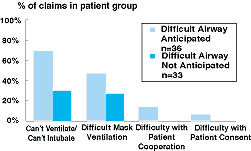 % of claims in patient group
100%
80%
60%
40%
20%
0%
Difficult Airway
Anticipated
n=36
Difficult Airway
Not Anticipated
n=33
Can't Ventilate/
Can't Intubate
Difficult Mask
Ventilation
Difficulty with
Patient
Cooperation
Difficulty with
Patient Consent